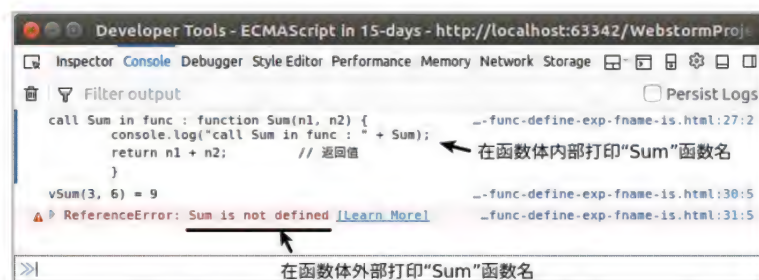 Developer Tools - ECMAScript in 15-days - http://localhost:63342/WebstormProje
Inspector Console Debugger Style Editor Performance Memory Network Storage
Filter output Persist Logs
call Sum in func : function Sum(n1, n2) { …-func-define-exp-fname-is.html:27:2
console.log("call Sum in func : " + Sum);
return n1 + n2; // 返回值
在函数体内部打印“Sum”函数名
}
vSum(3, 6) = 9 …-func-define-exp-fname-is.html:30:5
ReferenceError: Sum is not defined [Learn More] …func-define-exp-fname-is.html:31:5
在函数体外部打印“Sum”函数名